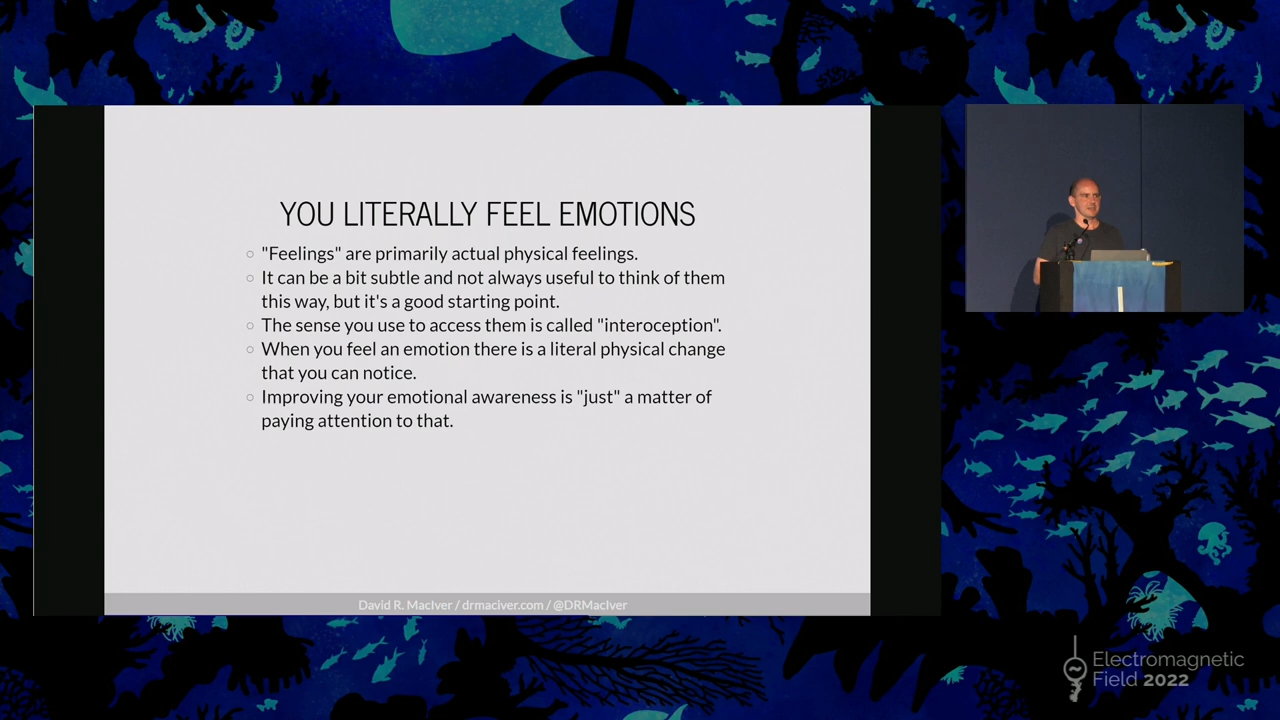 YOU LITERALLY FEEL EMOTIONS
"Feelings" are primarily actual physical feelings.
It can be a bit subtle and not always useful to think of them
this way, but it's a good starting point.
The sense you use to access them is called "interoception".
When you feel an emotion there is a literal physical change
that you can notice.
Improving your emotional awareness is "just" a matter of
paying attention to that.
David R. MacIver / drmaciver.com / @DRMacIver
Electromagnetic
Field 2022